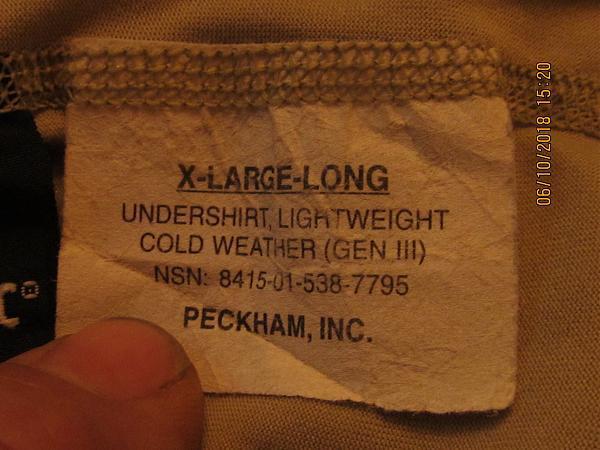 X-LARGE-LONG
UNDERSHIRT, LIGHTWEIGHT
COLD WEATHER (GEN III)
NSN: 8415-01-538-7795
PECKHAM, INC.
06/10/2018 15:20